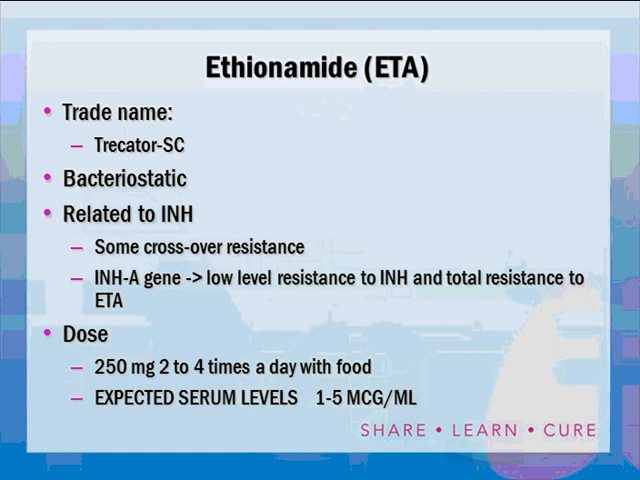 Ethionamide (ETA)
• Trade name:
– Trecator-SC
• Bacteriostatic
• Related to INH
– Some cross-over resistance
– INH-A gene -> low level resistance to INH and total resistance to
ETA
• Dose
– 250 mg 2 to 4 times a day with food
– EXPECTED SERUM LEVELS 1-5 MCG/ML
SHARE • LEARN • CURE